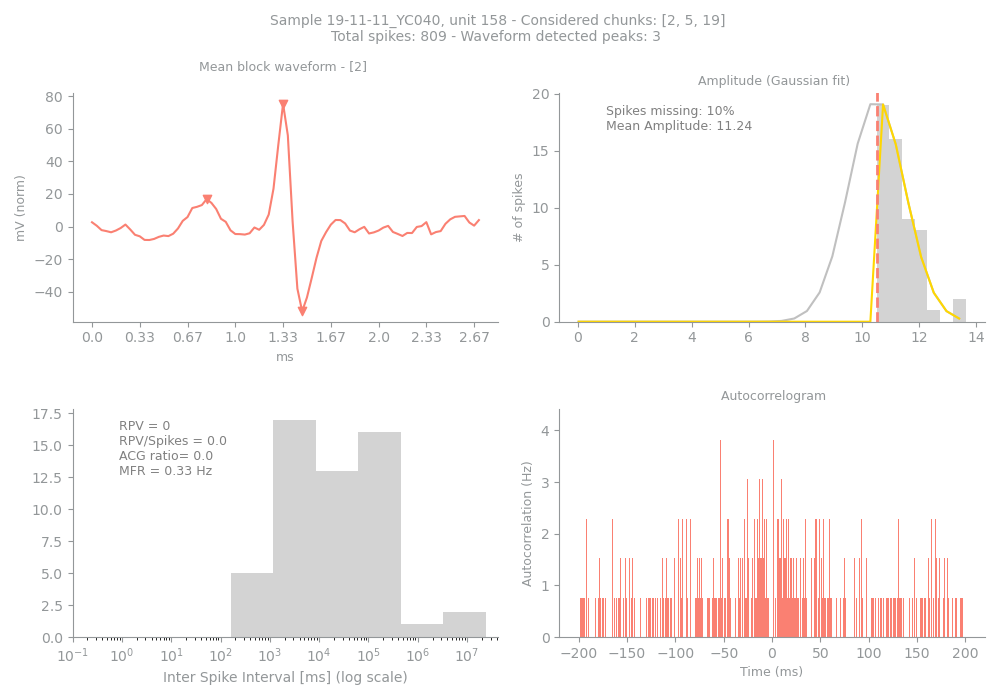 Sample 19-11-11_YC040, unit 158 - Considered chunks: [2, 5, 19]
Total spikes: 809 - Waveform detected peaks: 3
Mean block waveform - [2]
80
60
40
20
0
−20
−40
mV (norm)
0.0 0.33 0.67 1.0 1.33 1.67 2.0 2.33 2.67
ms
Amplitude (Gaussian fit)
Spikes missing: 10%
Mean Amplitude: 11.24
20
15
10
5
0
# of spikes
0 2 4 6 8 10 12 14
RPV = 0
RPV/Spikes = 0.0
ACG ratio= 0.0
MFR = 0.33 Hz
17.5
15.0
12.5
10.0
7.5
5.0
2.5
0.0
10⁻¹ 10⁰ 10¹ 10² 10³ 10⁴ 10⁵ 10⁶ 10⁷
Inter Spike Interval [ms] (log scale)
Autocorrelogram
4
3
2
1
0
Autocorrelation (Hz)
−200 −150 −100 −50 0 50 100 150 200
Time (ms)